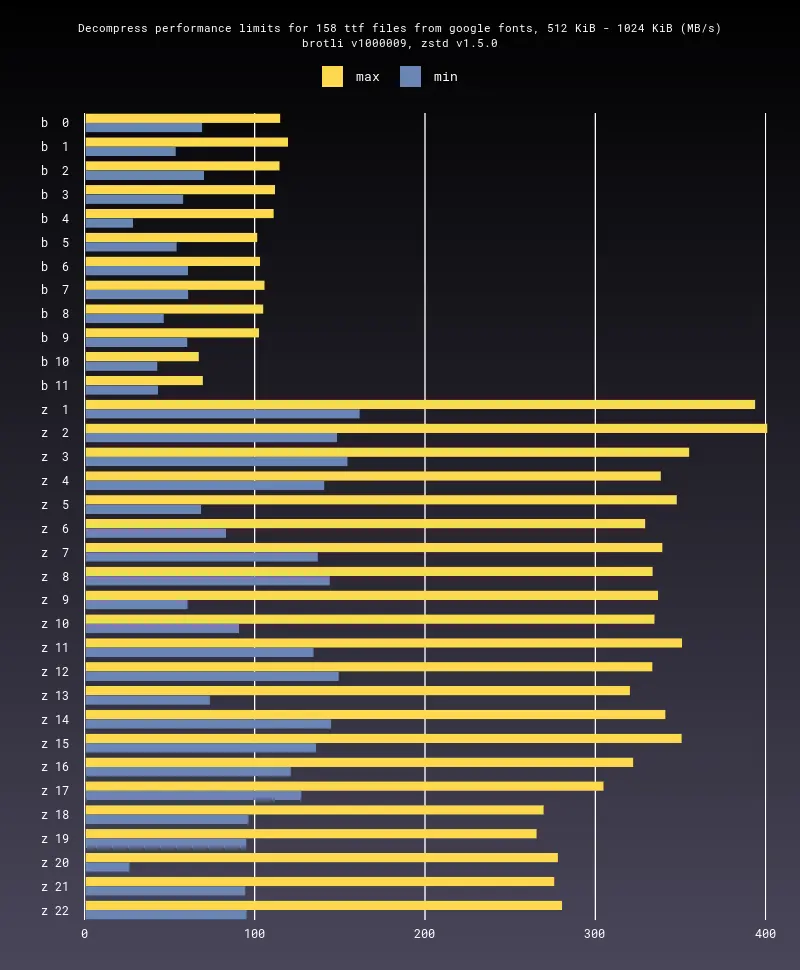 Decompress performance limits for 158 ttf files from google fonts, 512 KiB - 1024 KiB (MB/s)
brotli v1000009, zstd v1.5.0
max min
b 0
b 1
b 2
b 3
b 4
b 5
b 6
b 7
b 8
b 9
b 10
b 11
z 1
z 2
z 3
z 4
z 5
z 6
z 7
z 8
z 9
z 10
z 11
z 12
z 13
z 14
z 15
z 16
z 17
z 18
z 19
z 20
z 21
z 22
0 100 200 300 400